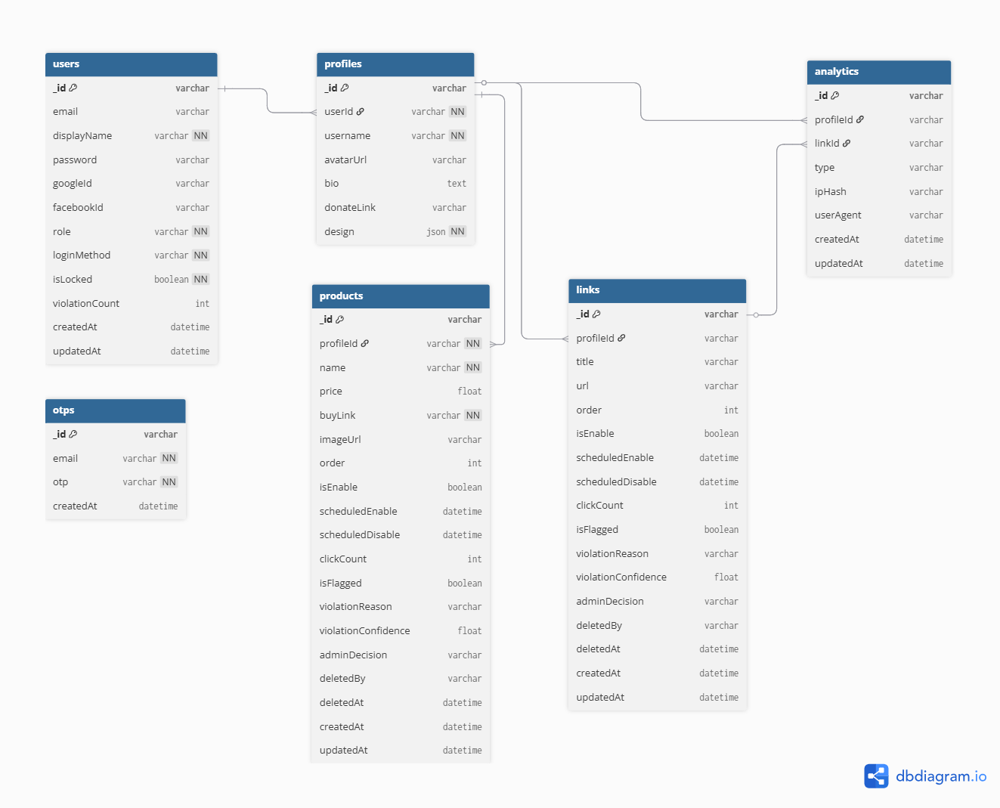 users
_id varchar
email varchar
displayName varchar NN
password varchar
googleId varchar
facebookId varchar
role varchar NN
loginMethod varchar NN
isLocked boolean NN
violationCount int
createdAt datetime
updatedAt datetime
otps
_id varchar
email varchar NN
otp varchar NN
createdAt datetime
profiles
_id varchar
userId varchar NN
username varchar NN
avatarUrl varchar
bio text
donateLink varchar
design json NN
products
_id varchar
profileId varchar NN
name varchar NN
price float
buyLink varchar NN
imageUrl varchar
order int
isEnable boolean
scheduledEnable datetime
scheduledDisable datetime
clickCount int
isFlagged boolean
violationReason varchar
violationConfidence float
adminDecision varchar
deletedBy varchar
deletedAt datetime
createdAt datetime
updatedAt datetime
links
_id varchar
profileId varchar
title varchar
url varchar
order int
isEnable boolean
scheduledEnable datetime
scheduledDisable datetime
clickCount int
isFlagged boolean
violationReason varchar
violationConfidence float
adminDecision varchar
deletedBy varchar
deletedAt datetime
createdAt datetime
updatedAt datetime
analytics
_id varchar
profileId varchar
linkId varchar
type varchar
ipHash varchar
userAgent varchar
createdAt datetime
updatedAt datetime
dbdiagram.io